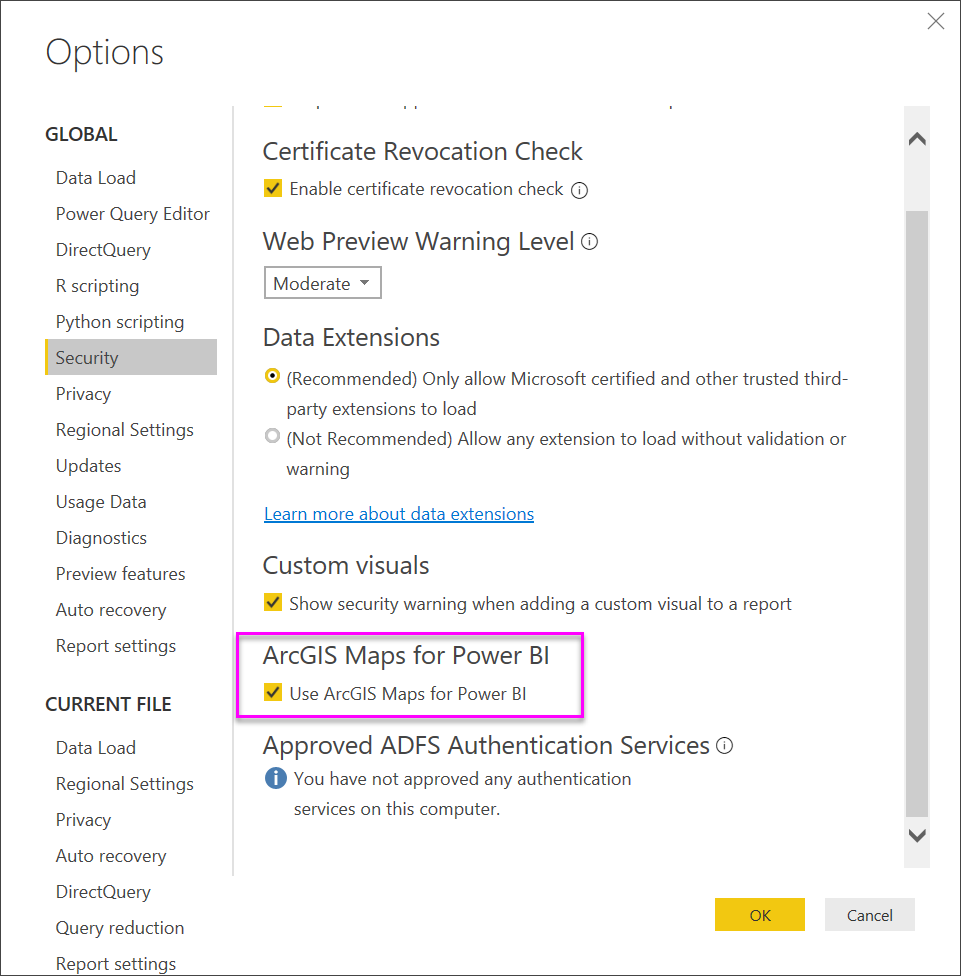 Options
GLOBAL
Data Load
Power Query Editor
DirectQuery
R scripting
Python scripting
Security
Privacy
Regional Settings
Updates
Usage Data
Diagnostics
Preview features
Auto recovery
Report settings
CURRENT FILE
Data Load
Regional Settings
Privacy
Auto recovery
DirectQuery
Query reduction
Report settings
Certificate Revocation Check
Enable certificate revocation check
Web Preview Warning Level
Moderate
Data Extensions
(Recommended) Only allow Microsoft certified and other trusted third-
party extensions to load
(Not Recommended) Allow any extension to load without validation or
warning
Learn more about data extensions
Custom visuals
Show security warning when adding a custom visual to a report
ArcGIS Maps for Power BI
Use ArcGIS Maps for Power BI
Approved ADFS Authentication Services
You have not approved any authentication
services on this computer.
OK
Cancel